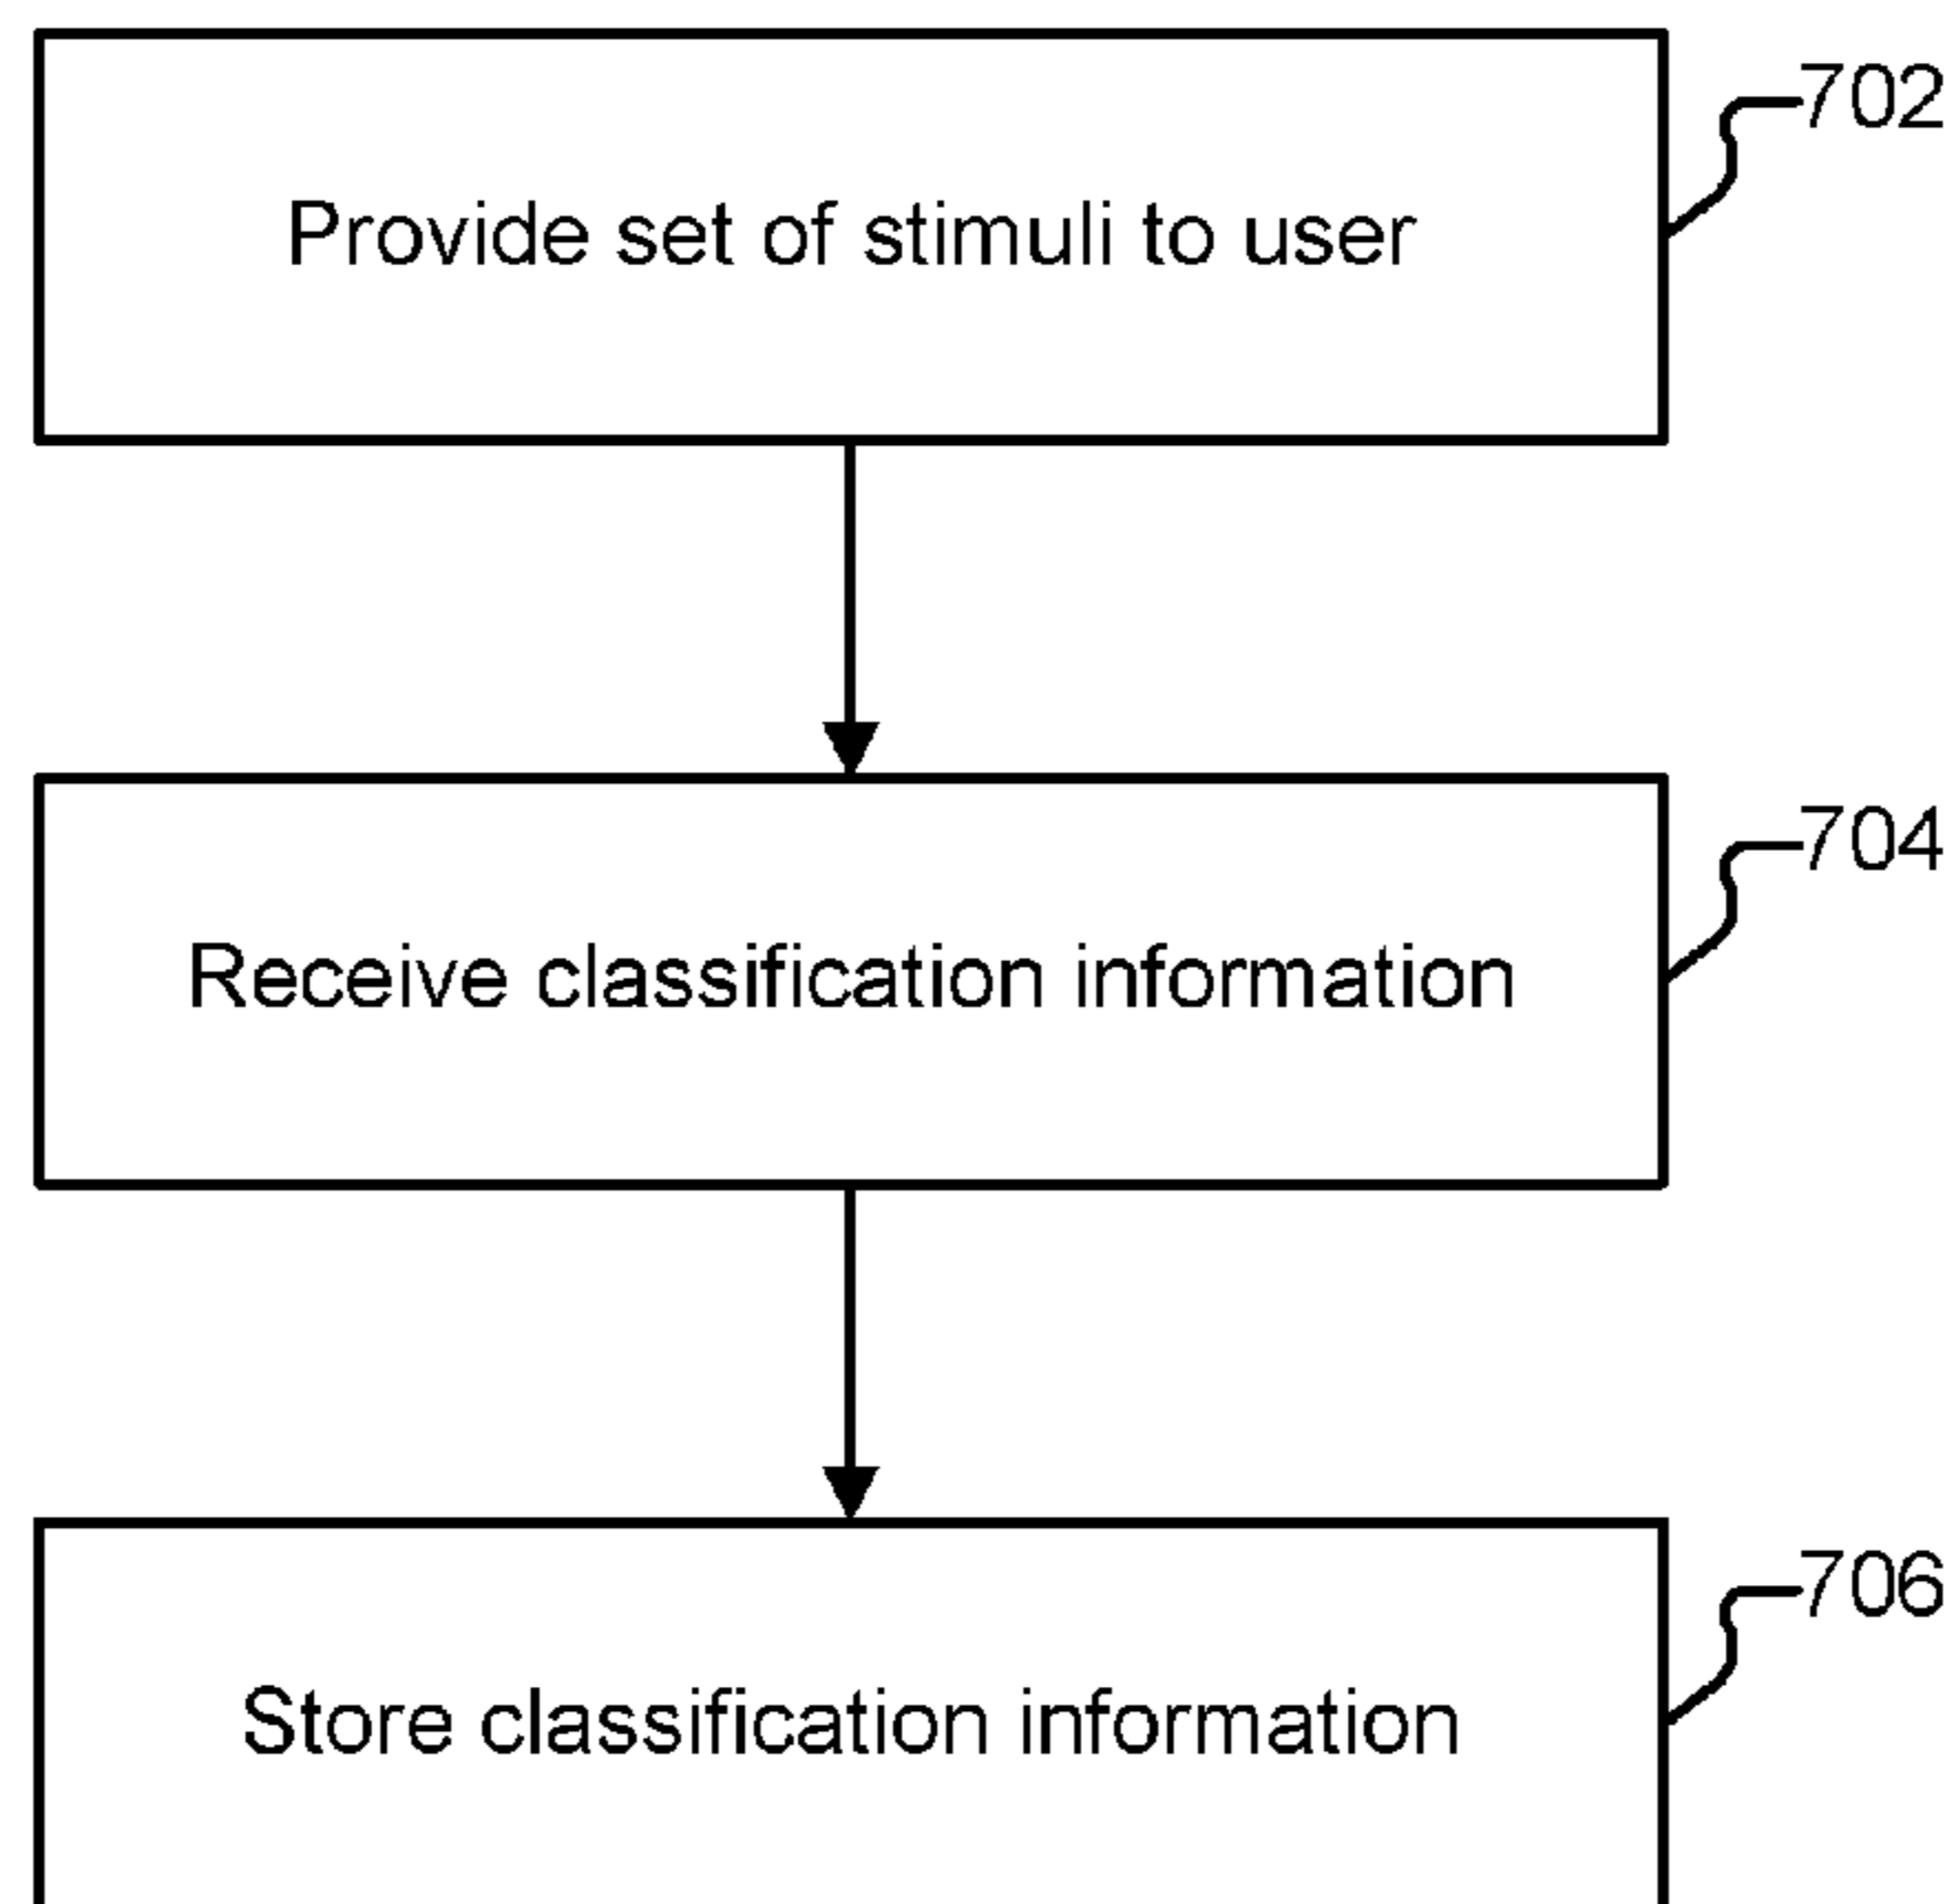 702
Provide set of stimuli to user
704
Receive classification information
706
Store classification information